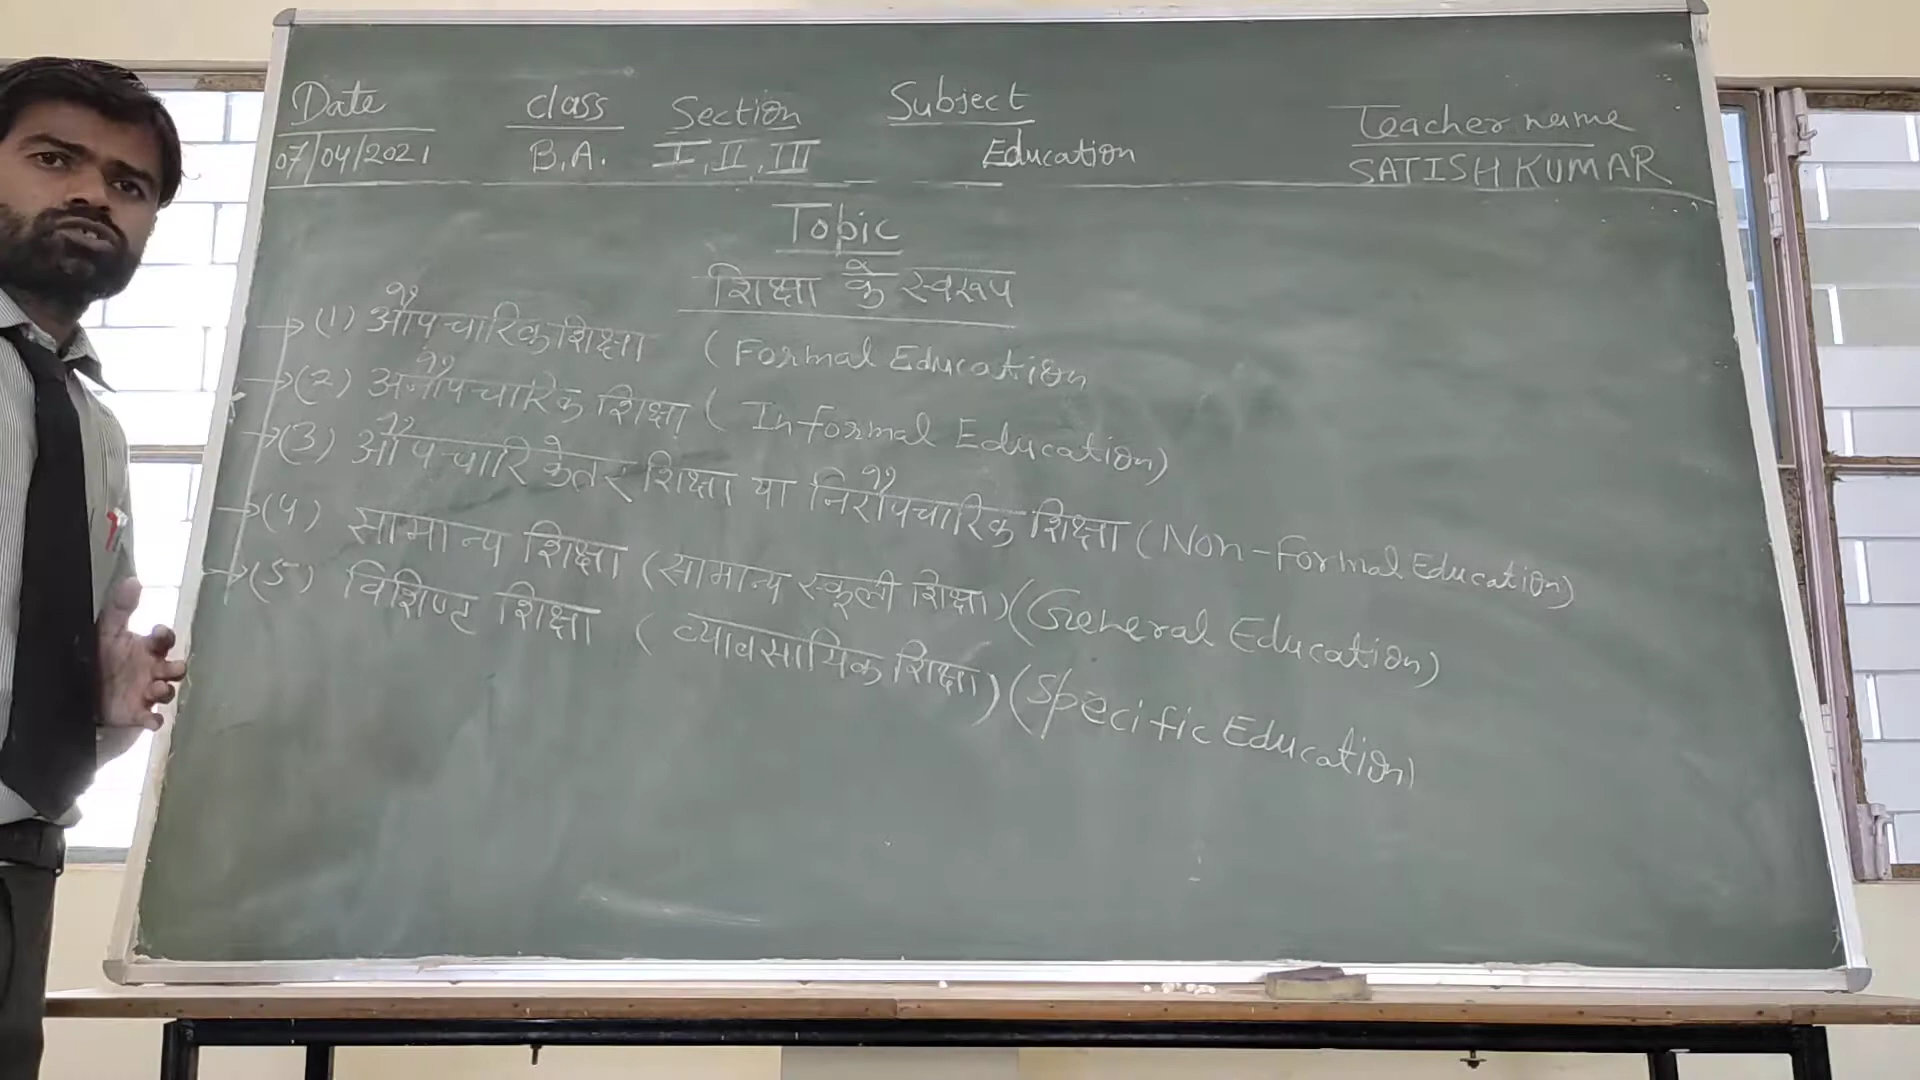 Date class Section Subject Teacher name
07/04/2021 B.A. I, II, III Education SATISH KUMAR
Topic
शिक्षा के स्वरूप
(1) औपचारिक शिक्षा (Formal Education
(2) अनौपचारिक शिक्षा (Informal Education)
(3) औपचारिकेतर शिक्षा या निरौपचारिक शिक्षा (Non-Formal Education)
(4) सामान्य शिक्षा (सामान्य स्कूली शिक्षा) (General Education)
(5) विशिष्ट शिक्षा (व्यावसायिक शिक्षा) (Specific Education)